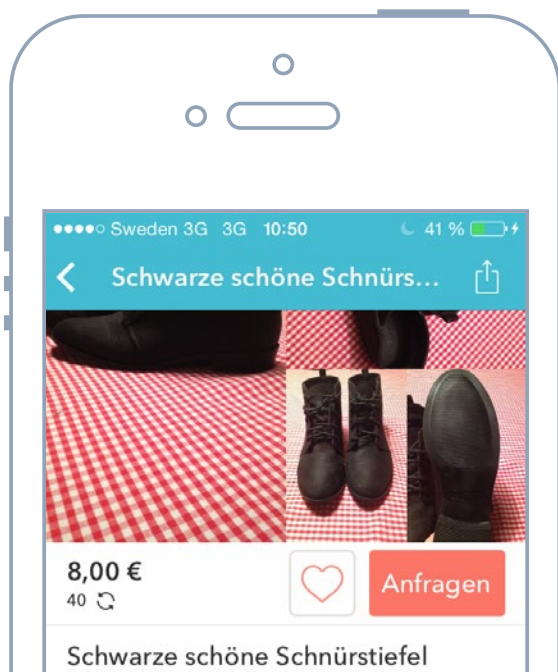 Sweden 3G 3G 10:50 41 %
Schwarze schöne Schnürs...
8,00 €
Anfragen
40
Schwarze schöne Schnürstiefel